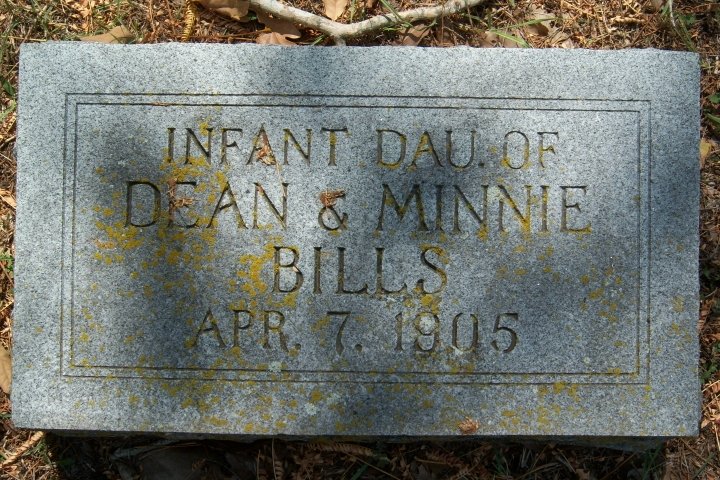 INFANT DAU. OF
DEAN & MINNIE
BILLS
APR. 7. 1905